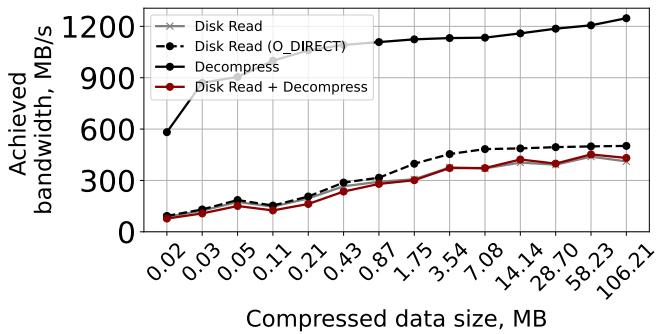 1200
900
600
300
0
Achieved
bandwidth, MB/s
Disk Read
Disk Read (O_DIRECT)
Decompress
Disk Read + Decompress
0.02
0.03
0.05
0.11
0.21
0.43
0.87
1.75
3.54
7.08
14.14
28.70
58.23
106.21
Compressed data size, MB